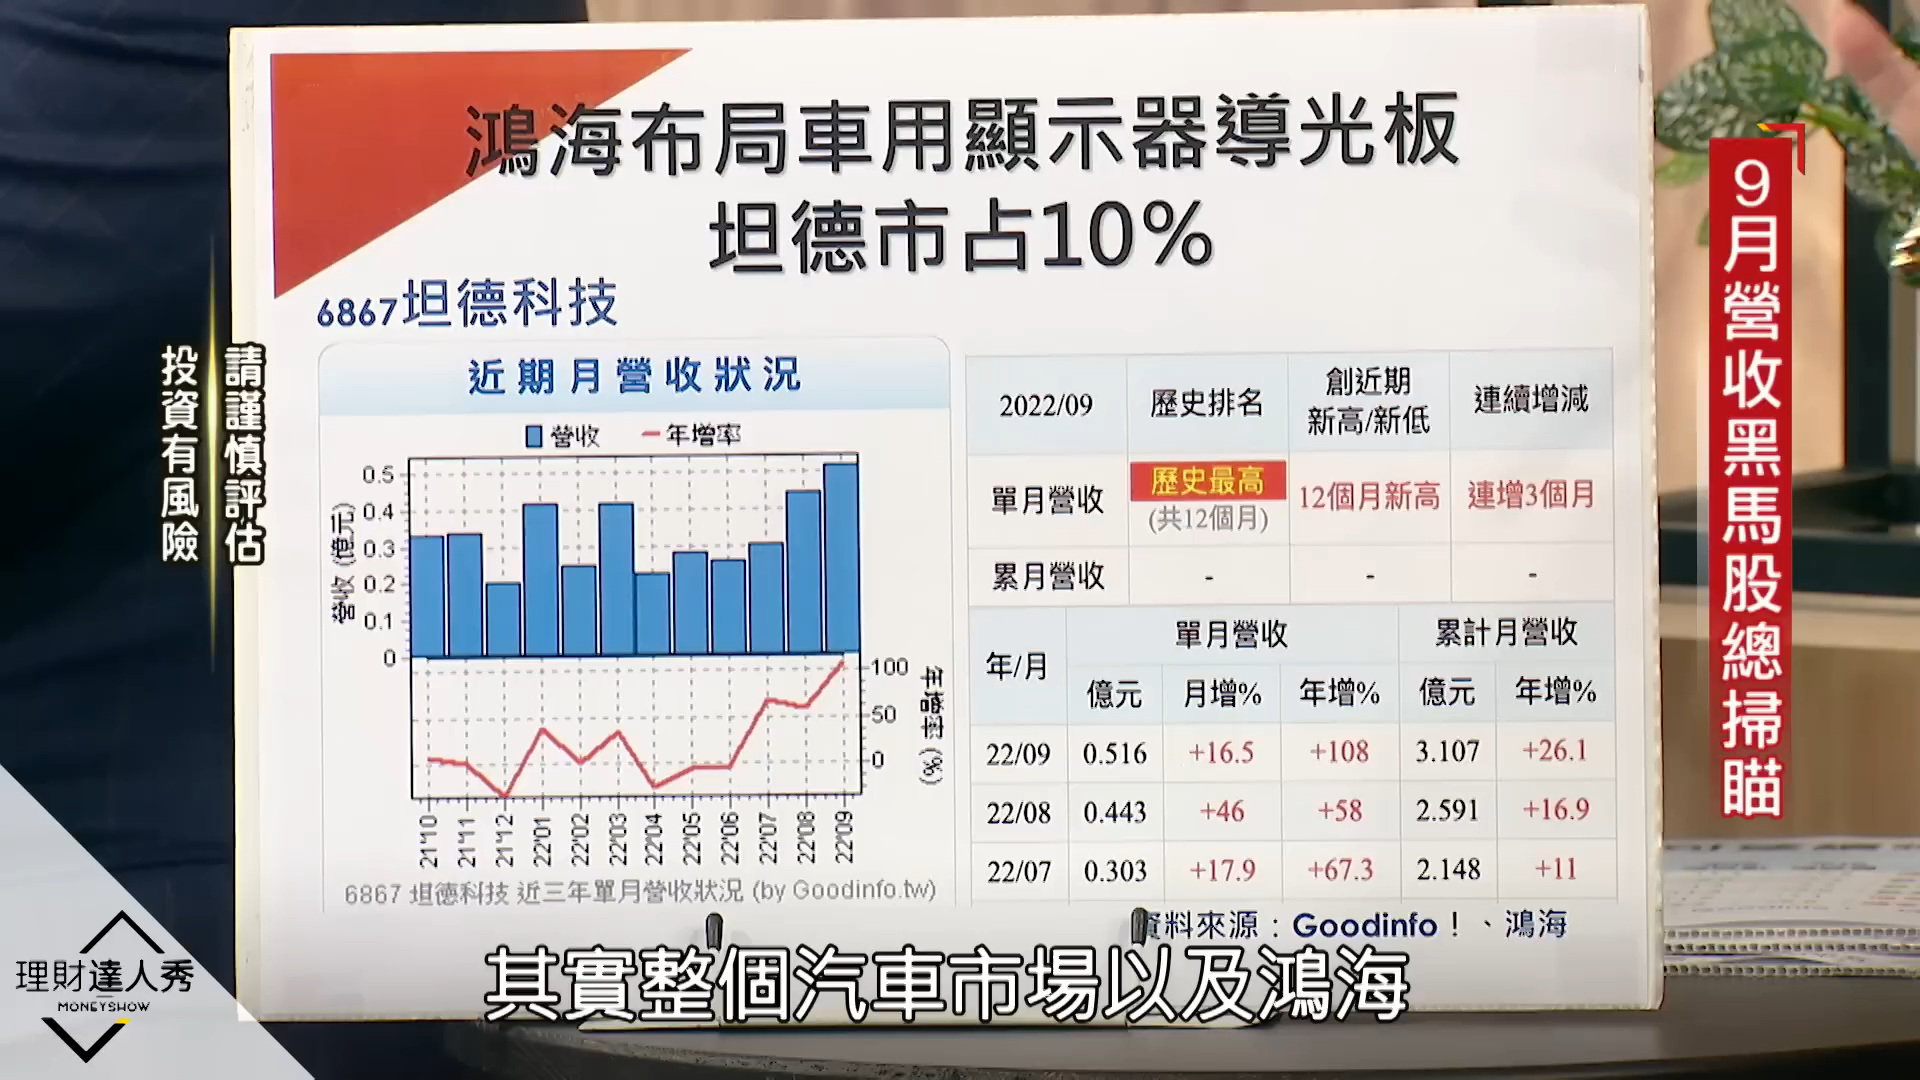 鴻海布局車用顯示器導光板
坦德市占10%
6867坦德科技
近期月營收狀況
營收 年增率
營收(億元)
0.5
0.4
0.3
0.2
0.1
0
100
50
0
年增率(%)
21'10 21'11 21'12 22'01 22'02 22'03 22'04 22'05 22'06 22'07 22'08 22'09
6867 坦德科技 近三年單月營收狀況 (by Goodinfo.tw)
2022/09 歷史排名 創近期新高/新低 連續增減
單月營收 歷史最高 (共12個月) 12個月新高 連增3個月
累月營收 - - -
年/月 單月營收 累計月營收
億元 月增% 年增% 億元 年增%
22/09 0.516 +16.5 +108 3.107 +26.1
22/08 0.443 +46 +58 2.591 +16.9
22/07 0.303 +17.9 +67.3 2.148 +11
資料來源：Goodinfo！、鴻海
9月營收黑馬股總掃瞄
請謹慎評估
投資有風險
理財達人秀
MONEYSHOW
其實整個汽車市場以及鴻海